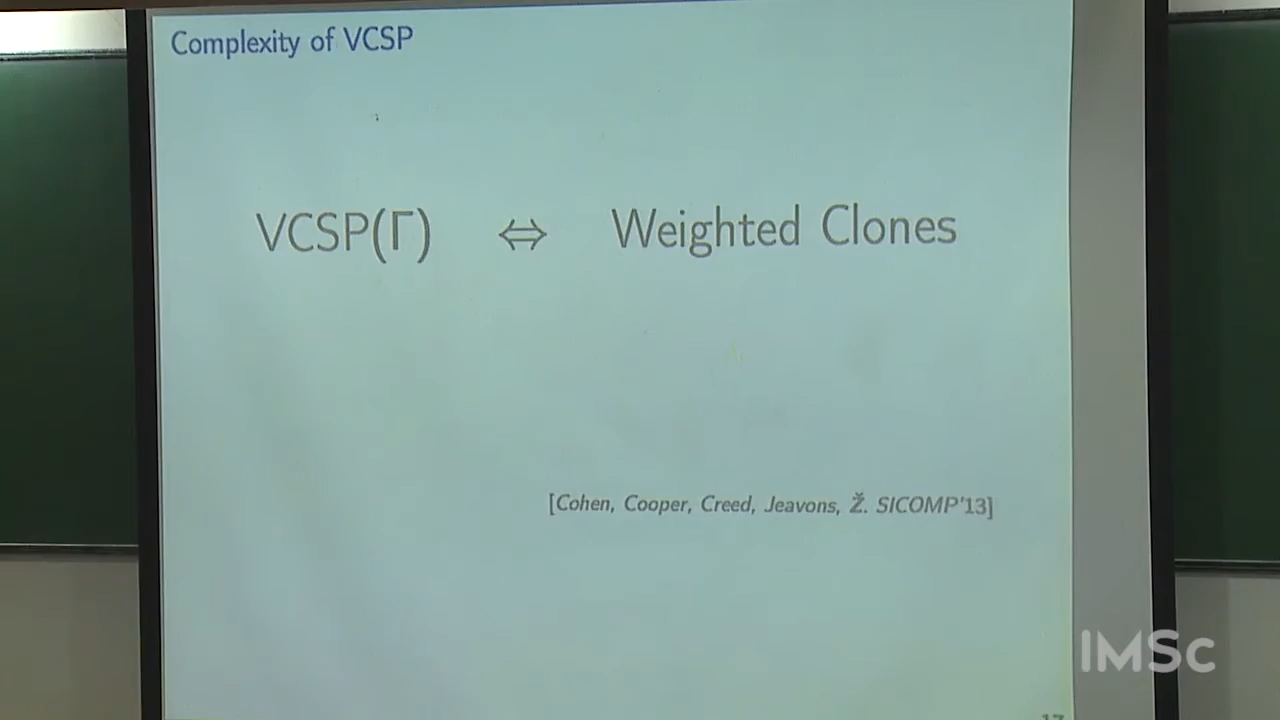 Complexity of VCSP
VCSP(Γ) ⇔ Weighted Clones
[Cohen, Cooper, Creed, Jeavons, Ž. SICOMP'13]
IMSc